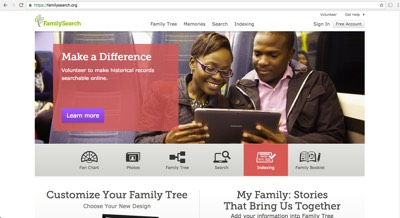 https://familysearch.org
Volunteer Get Help
FamilySearch
Family Tree Memories Search Indexing
Sign In Free Account
Make a Difference
Volunteer to make historical records
searchable online.
Learn more
Fan Chart Photos Family Tree Search Indexing Family Booklet
Customize Your Family Tree
Choose Your New Design
My Family: Stories
That Bring Us Together
Add your information into Family Tree